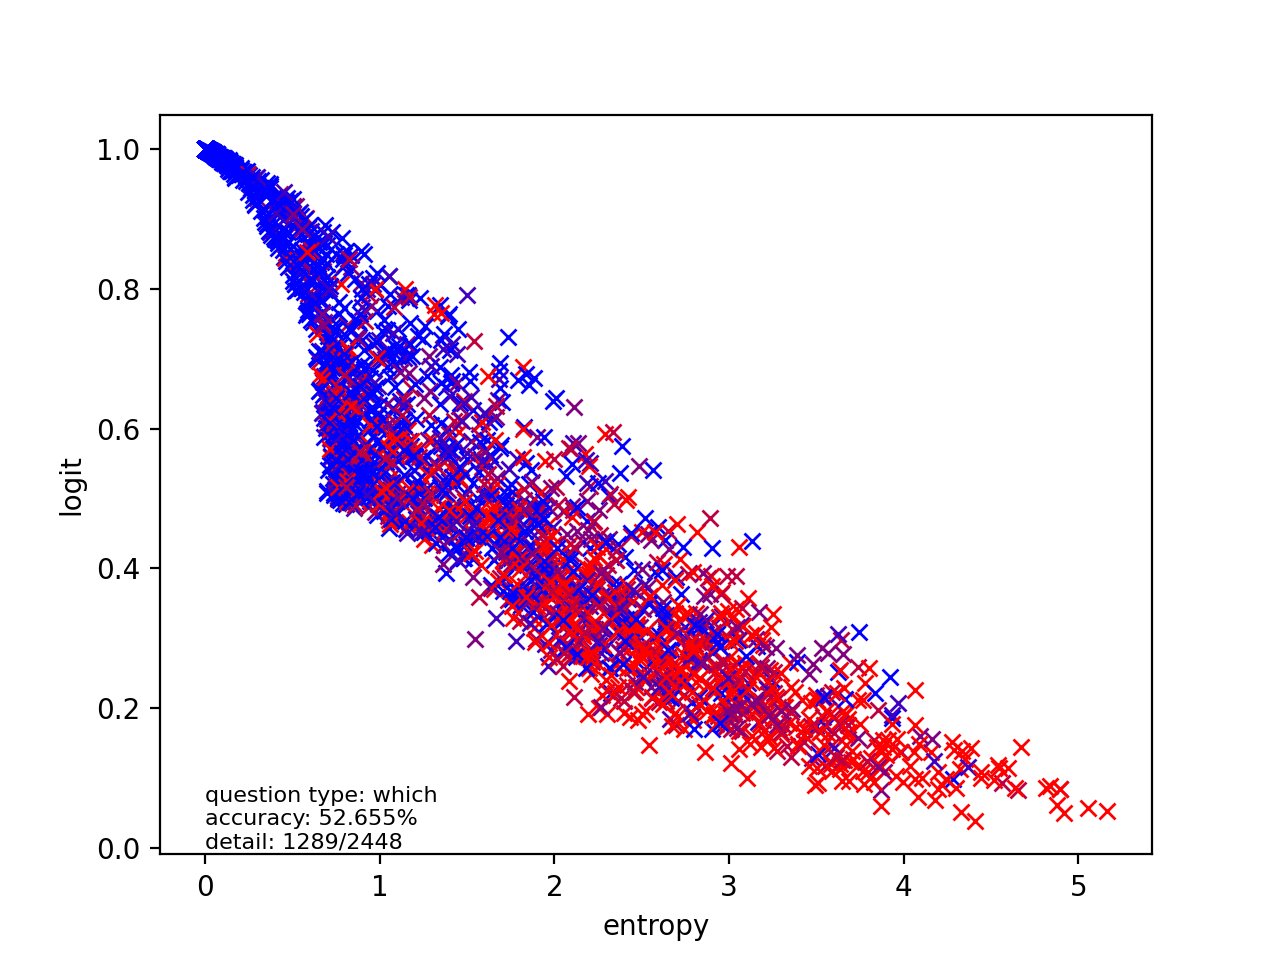 1.0
0.8
0.6
0.4
0.2
0.0
logit
question type: which
accuracy: 52.655%
detail: 1289/2448
0 1 2 3 4 5
entropy